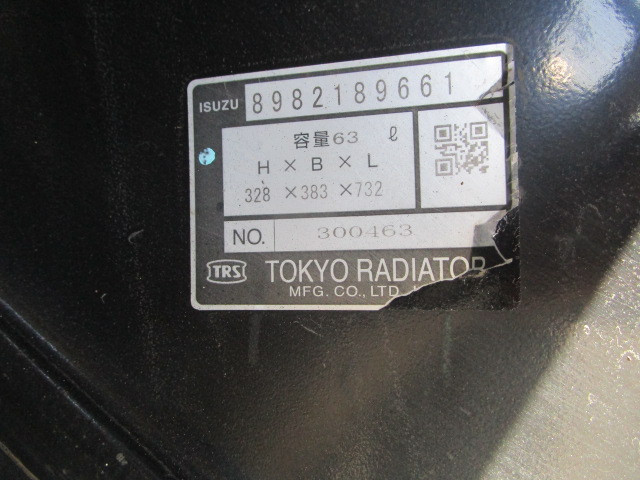 ISUZU 8982189661
容量63 ℓ
H × B × L
328 ×383 ×732
NO. 300463
TRS TOKYO RADIATOR
MFG. CO., LTD.